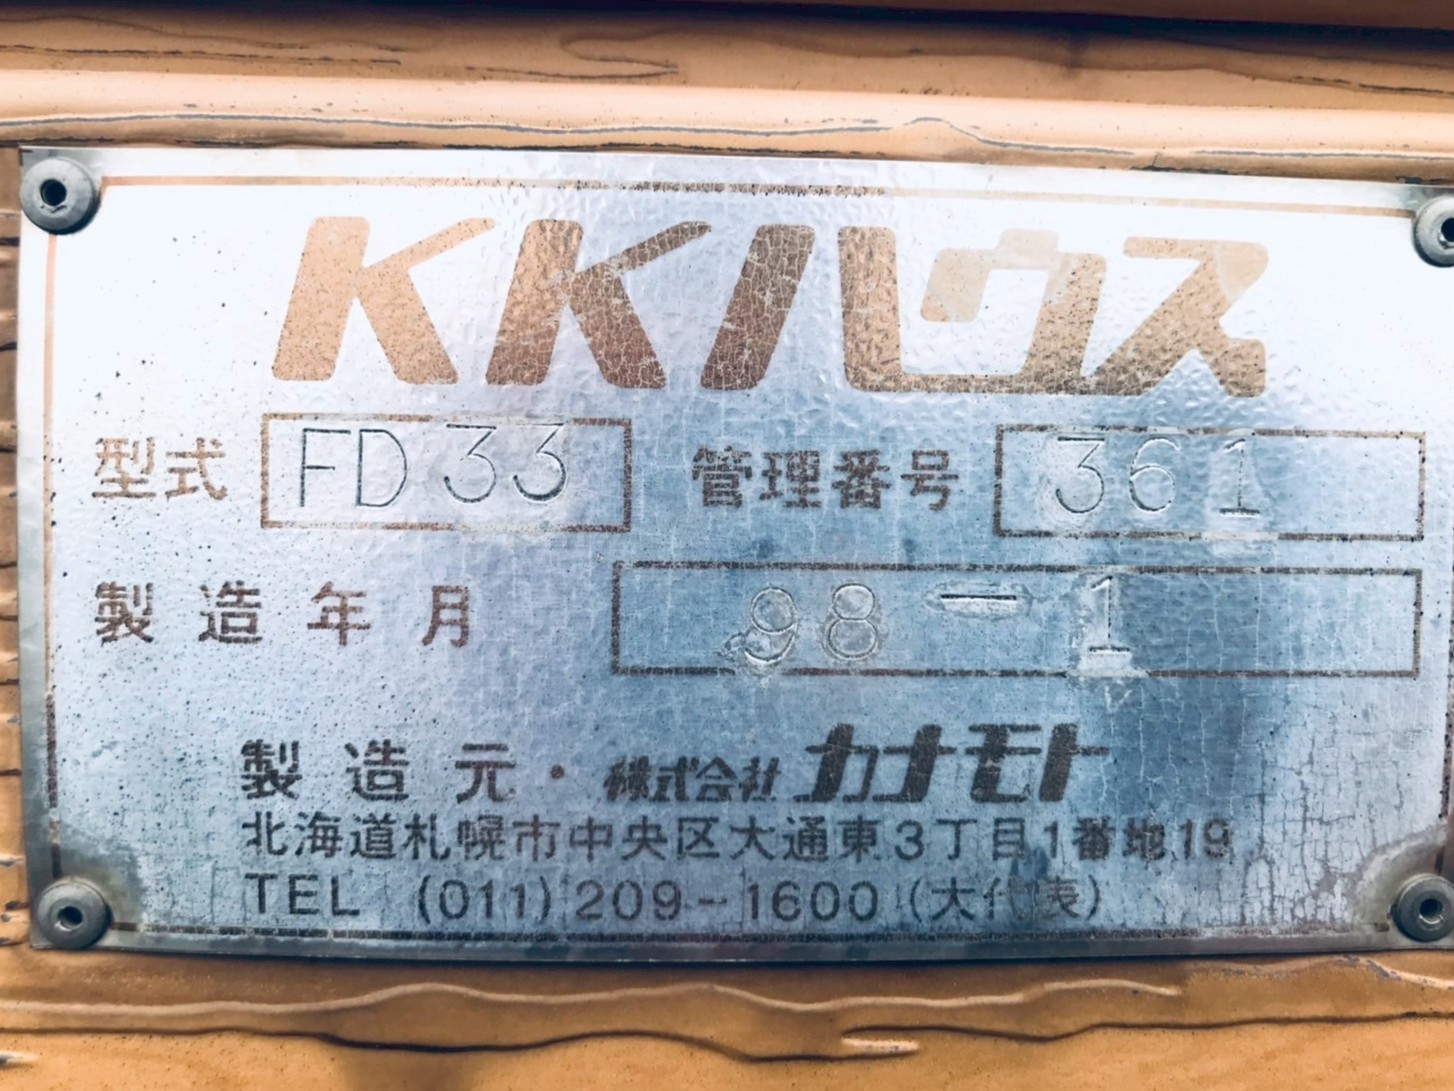 KKハウス
型式 FD33 管理番号 361
製造年月 98-1
製造元・株式会社カナモト
北海道札幌市中央区大通東3丁目1番地19
TEL (011)209-1600(大代表)